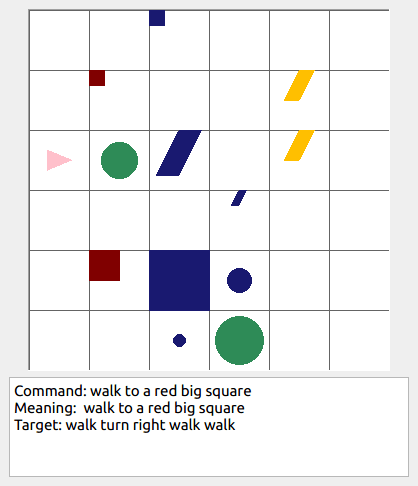 Command: walk to a red big square
Meaning:  walk to a red big square
Target: walk turn right walk walk